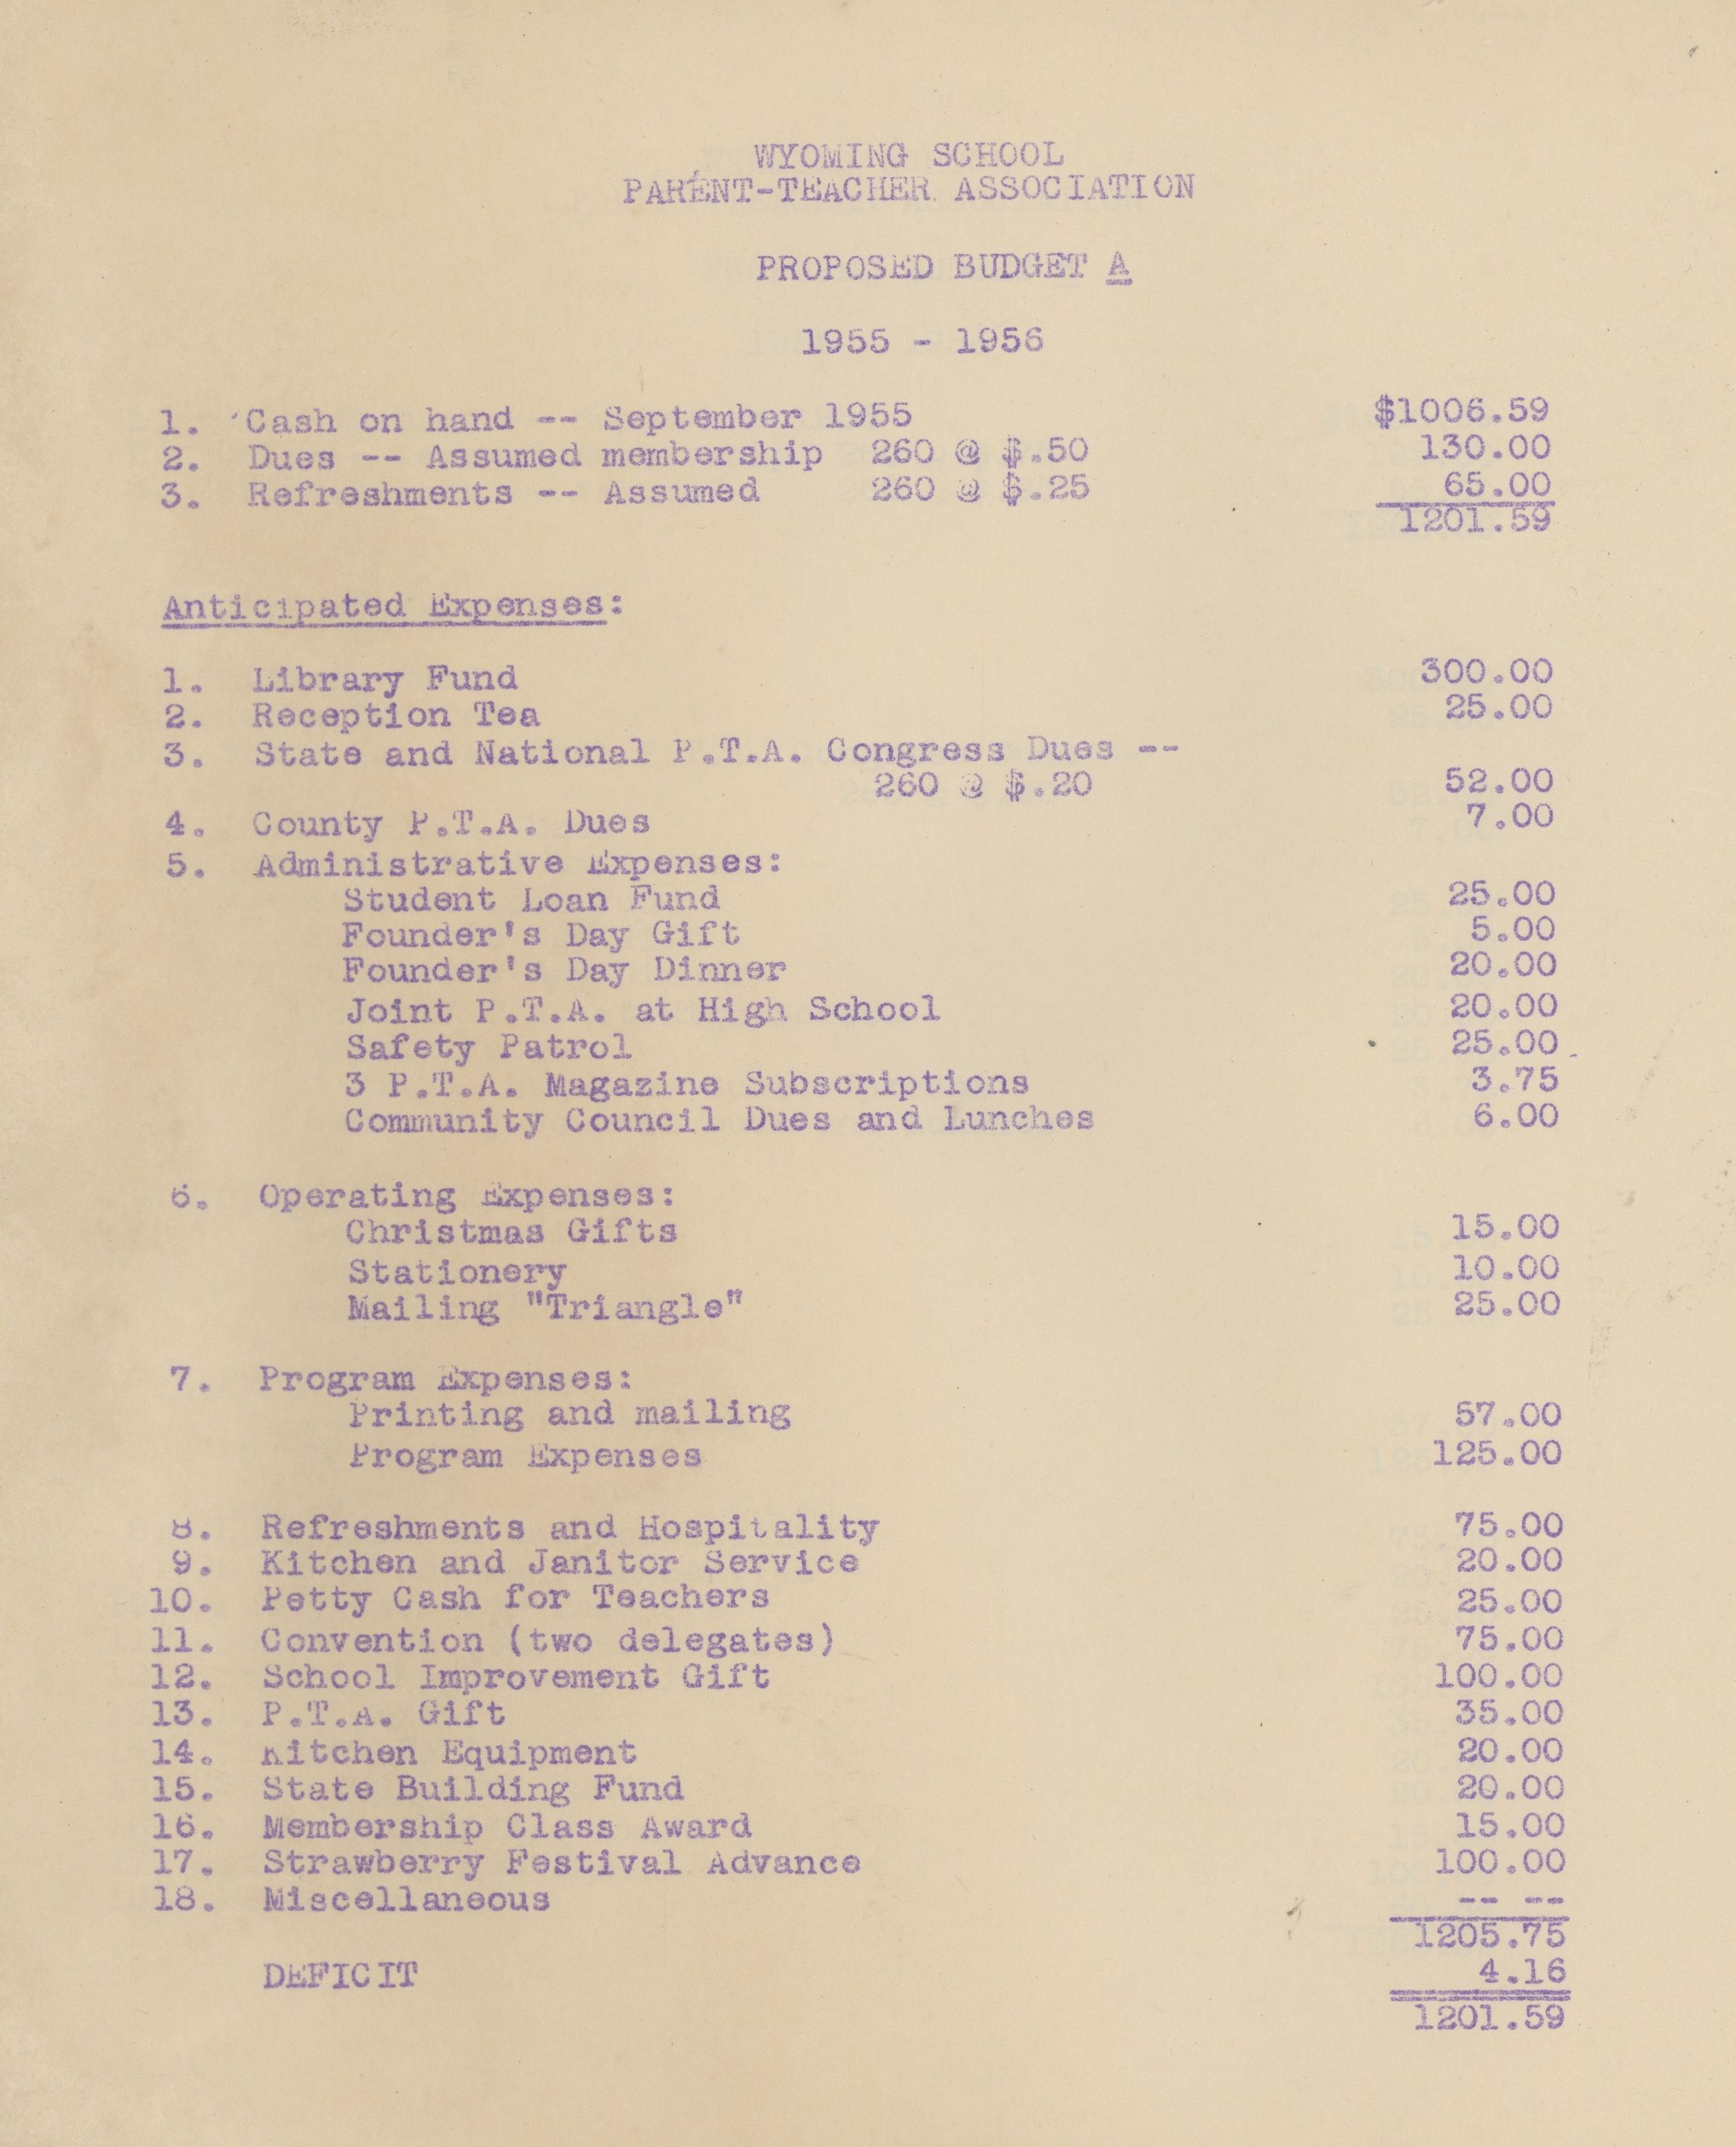 WYOMING SCHOOL
PARENT-TEACHER ASSOCIATION
PROPOSED BUDGET A
1955 - 1956
1. Cash on hand -- September 1955 $1006.59
2. Dues -- Assumed membership 260 @ $.50 130.00
3. Refreshments -- Assumed 260 @ $.25 65.00
1201.59
Anticipated Expenses:
1. Library Fund 300.00
2. Reception Tea 25.00
3. State and National P.T.A. Congress Dues --
260 @ $.20 52.00
4. County P.T.A. Dues 7.00
5. Administrative Expenses:
Student Loan Fund 25.00
Founder's Day Gift 5.00
Founder's Day Dinner 20.00
Joint P.T.A. at High School 20.00
Safety Patrol 25.00
3 P.T.A. Magazine Subscriptions 3.75
Community Council Dues and Lunches 6.00
6. Operating Expenses:
Christmas Gifts 15.00
Stationery 10.00
Mailing "Triangle" 25.00
7. Program Expenses:
Printing and mailing 57.00
Program Expenses 125.00
8. Refreshments and Hospitality 75.00
9. Kitchen and Janitor Service 20.00
10. Petty Cash for Teachers 25.00
11. Convention (two delegates) 75.00
12. School Improvement Gift 100.00
13. P.T.A. Gift 35.00
14. Kitchen Equipment 20.00
15. State Building Fund 20.00
16. Membership Class Award 15.00
17. Strawberry Festival Advance 100.00
18. Miscellaneous -- --
1205.75
DEFICIT 4.16
1201.59